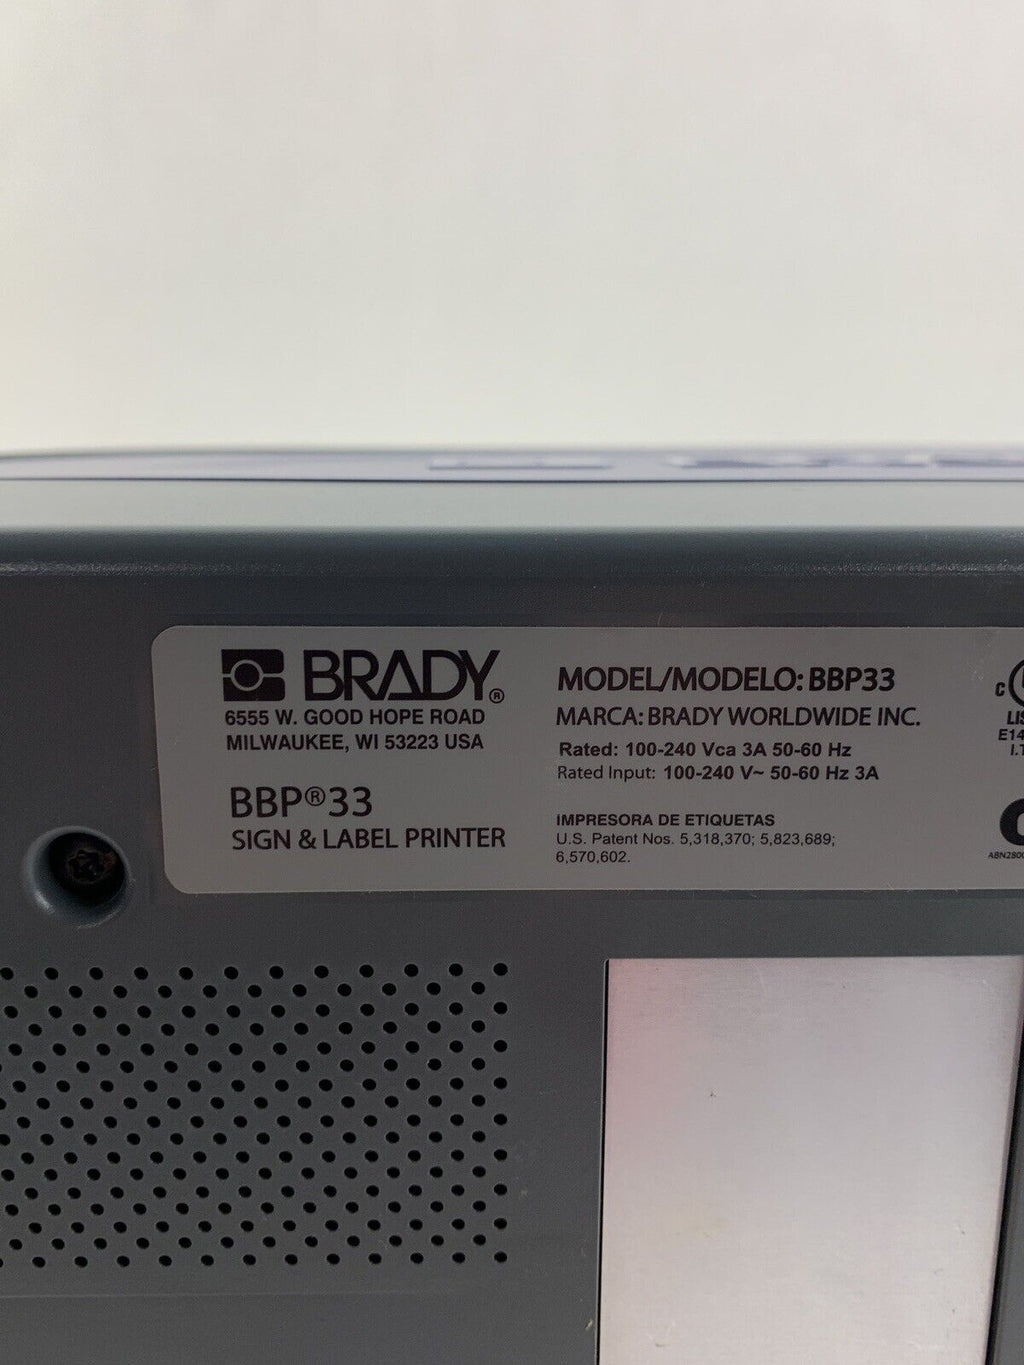 BRADY®
6555 W. GOOD HOPE ROAD
MILWAUKEE, WI 53223 USA
BBP®33
SIGN & LABEL PRINTER
MODEL/MODELO: BBP33
MARCA: BRADY WORLDWIDE INC.
Rated: 100-240 Vca 3A 50-60 Hz
Rated Input: 100-240 V~ 50-60 Hz 3A
IMPRESORA DE ETIQUETAS
U.S. Patent Nos. 5,318,370; 5,823,689;
6,570,602.
C
LIS
E14
I.T